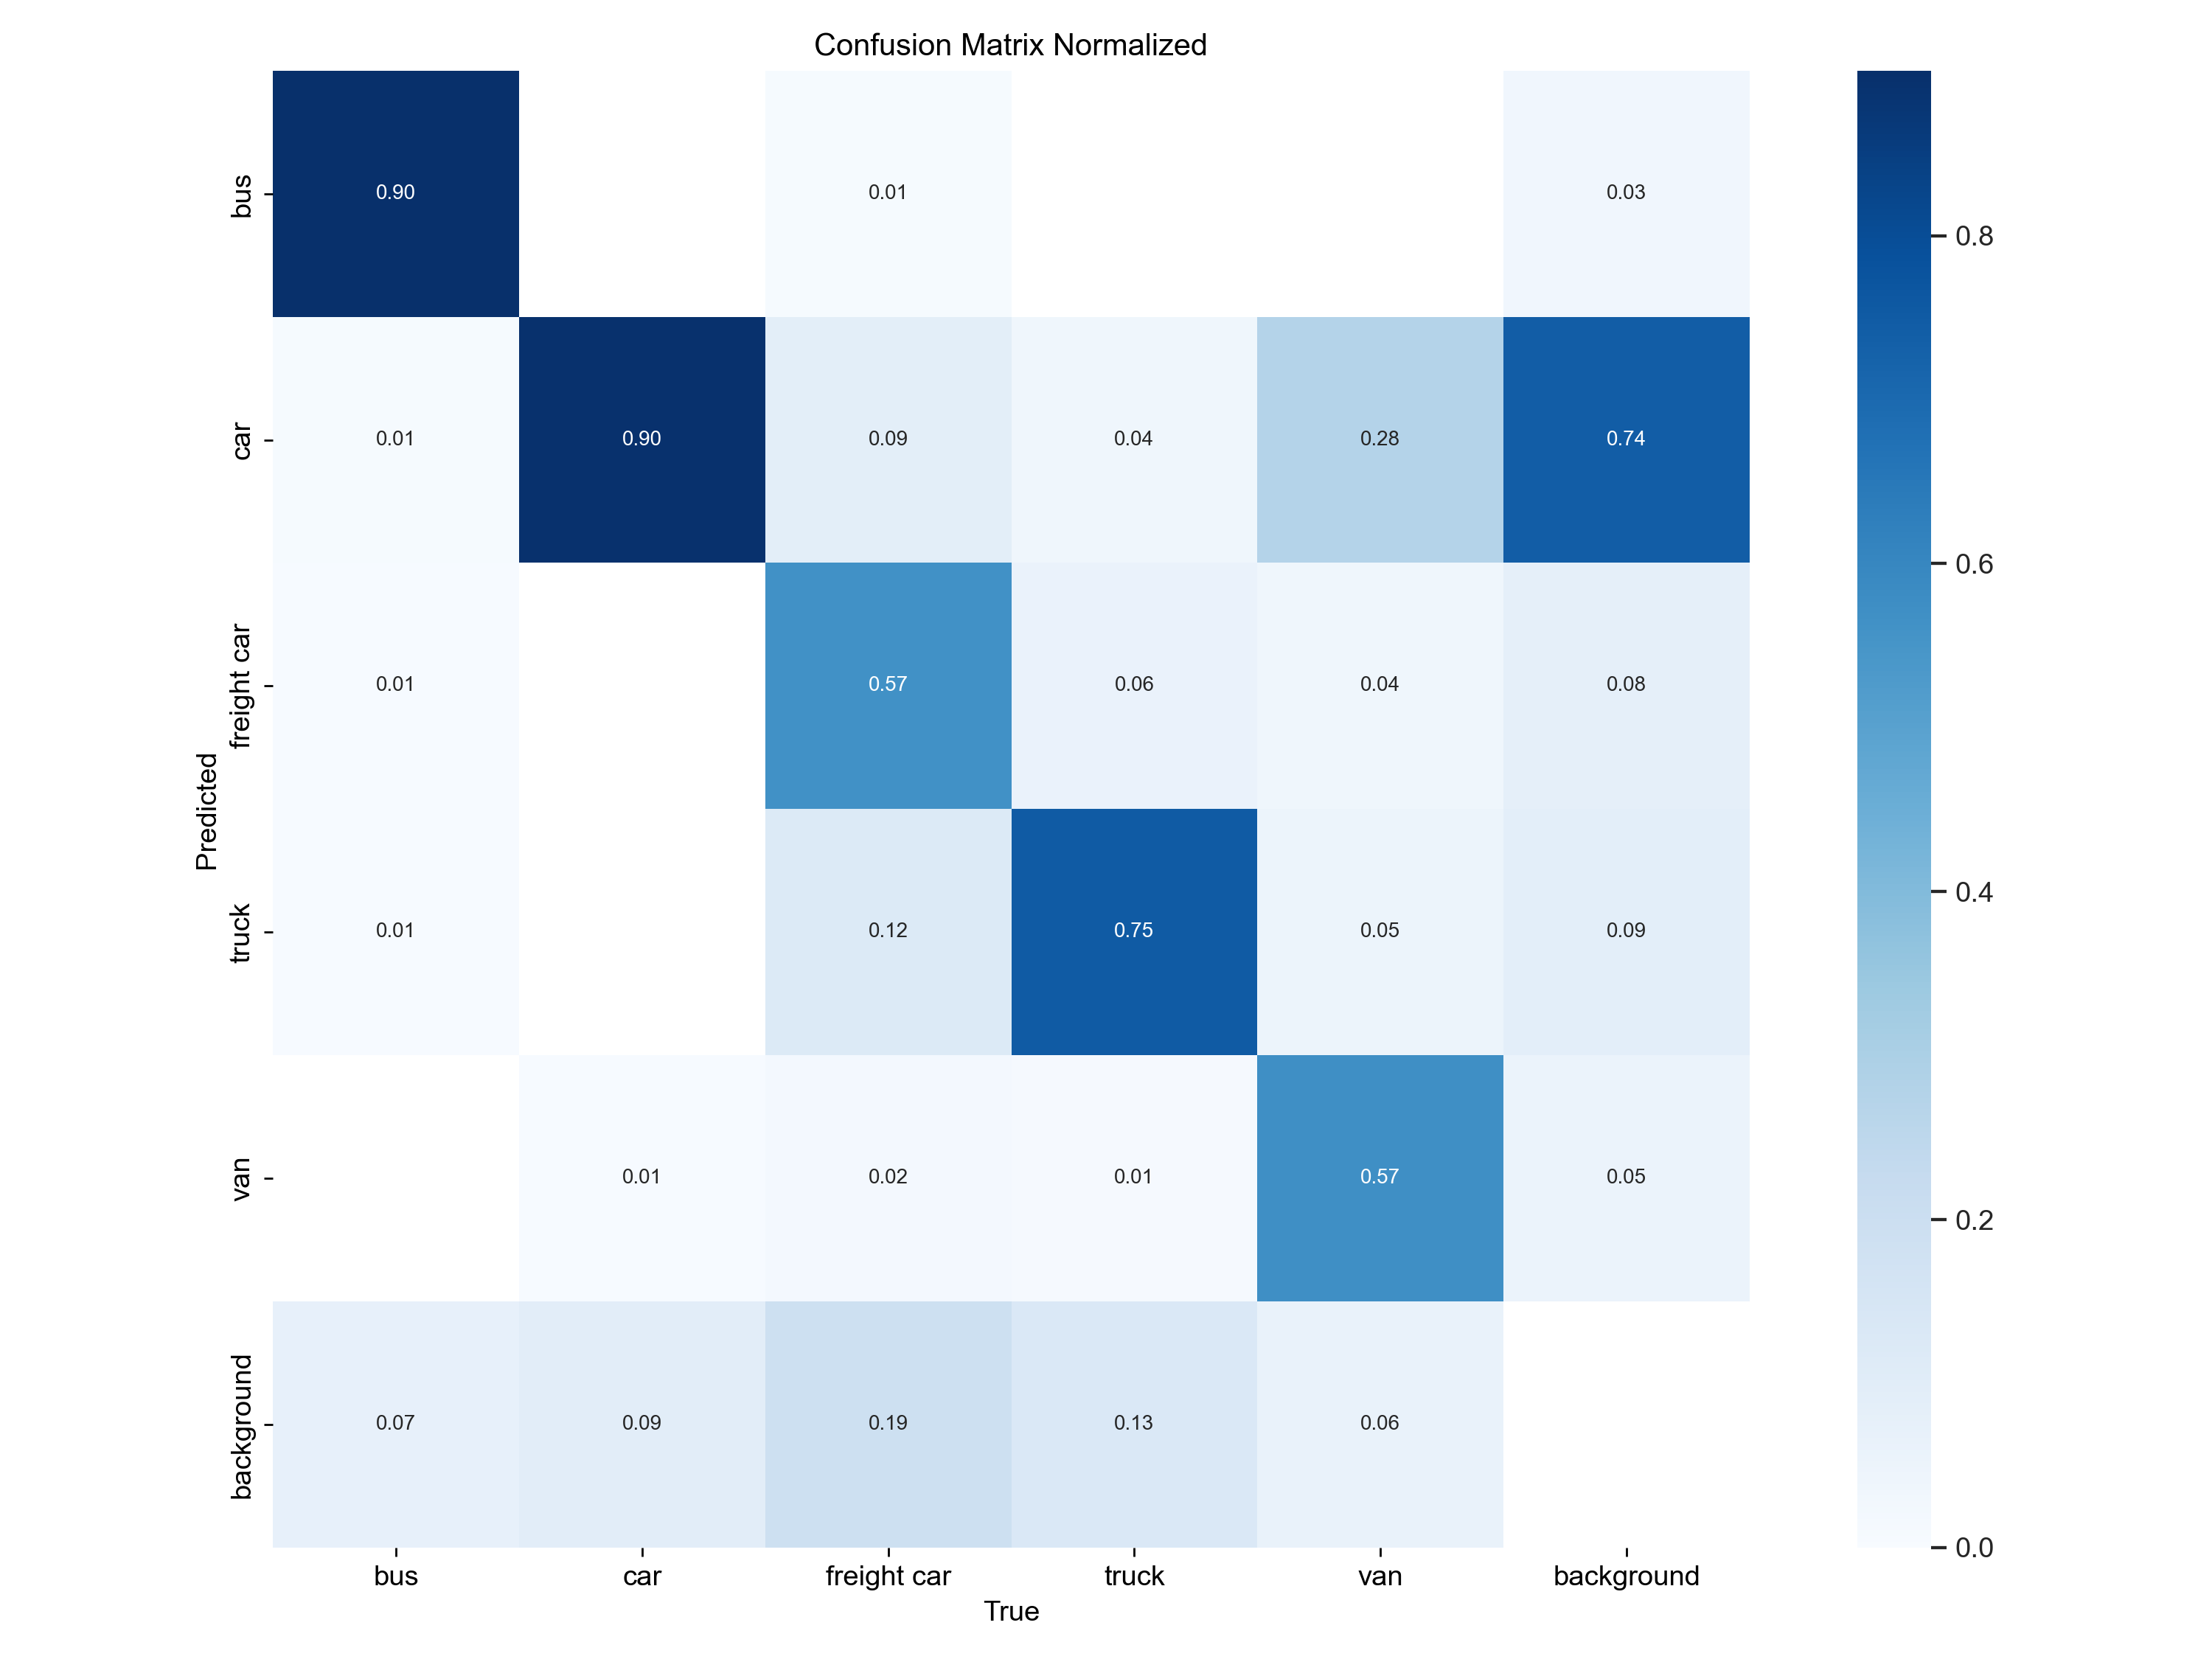 Confusion Matrix Normalized
bus
0.90
0.01
0.03
car
0.01
0.90
0.09
0.04
0.28
0.74
freight car
0.01
0.57
0.06
0.04
0.08
truck
0.01
0.12
0.75
0.05
0.09
van
0.01
0.02
0.01
0.57
0.05
background
0.07
0.09
0.19
0.13
0.06
Predicted
bus
car
freight car
truck
van
background
True
0.8
0.6
0.4
0.2
0.0